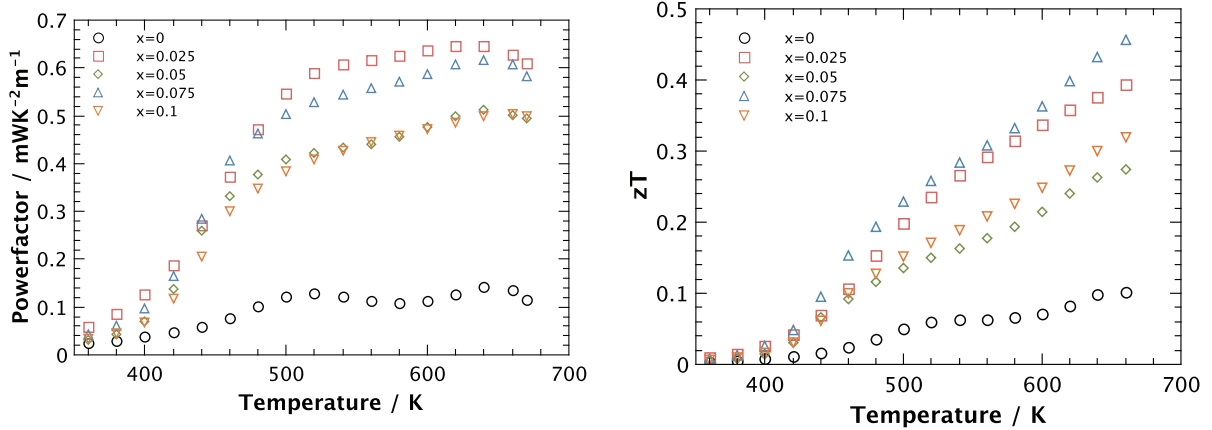 Powerfactor / mWK⁻²m⁻¹
0.7
0.6
0.5
0.4
0.3
0.2
0.1
0
x=0
x=0.025
x=0.05
x=0.075
x=0.1
400
500
600
700
Temperature / K
zT
0.5
0.4
0.3
0.2
0.1
0
x=0
x=0.025
x=0.05
x=0.075
x=0.1
400
500
600
700
Temperature / K